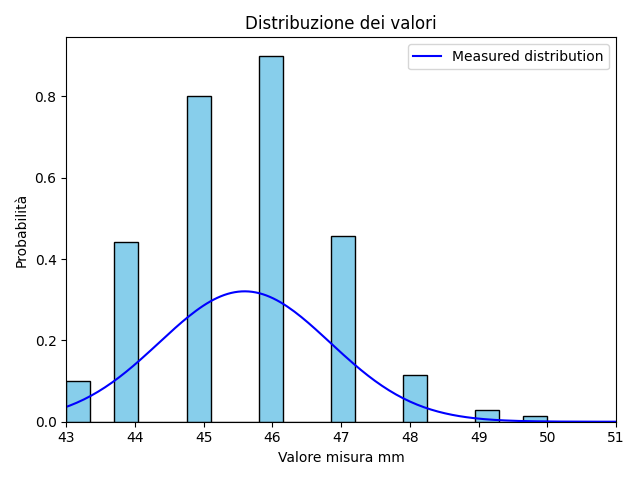 Distribuzione dei valori
Measured distribution
Probabilità
0.8
0.6
0.4
0.2
0.0
43 44 45 46 47 48 49 50 51
Valore misura mm